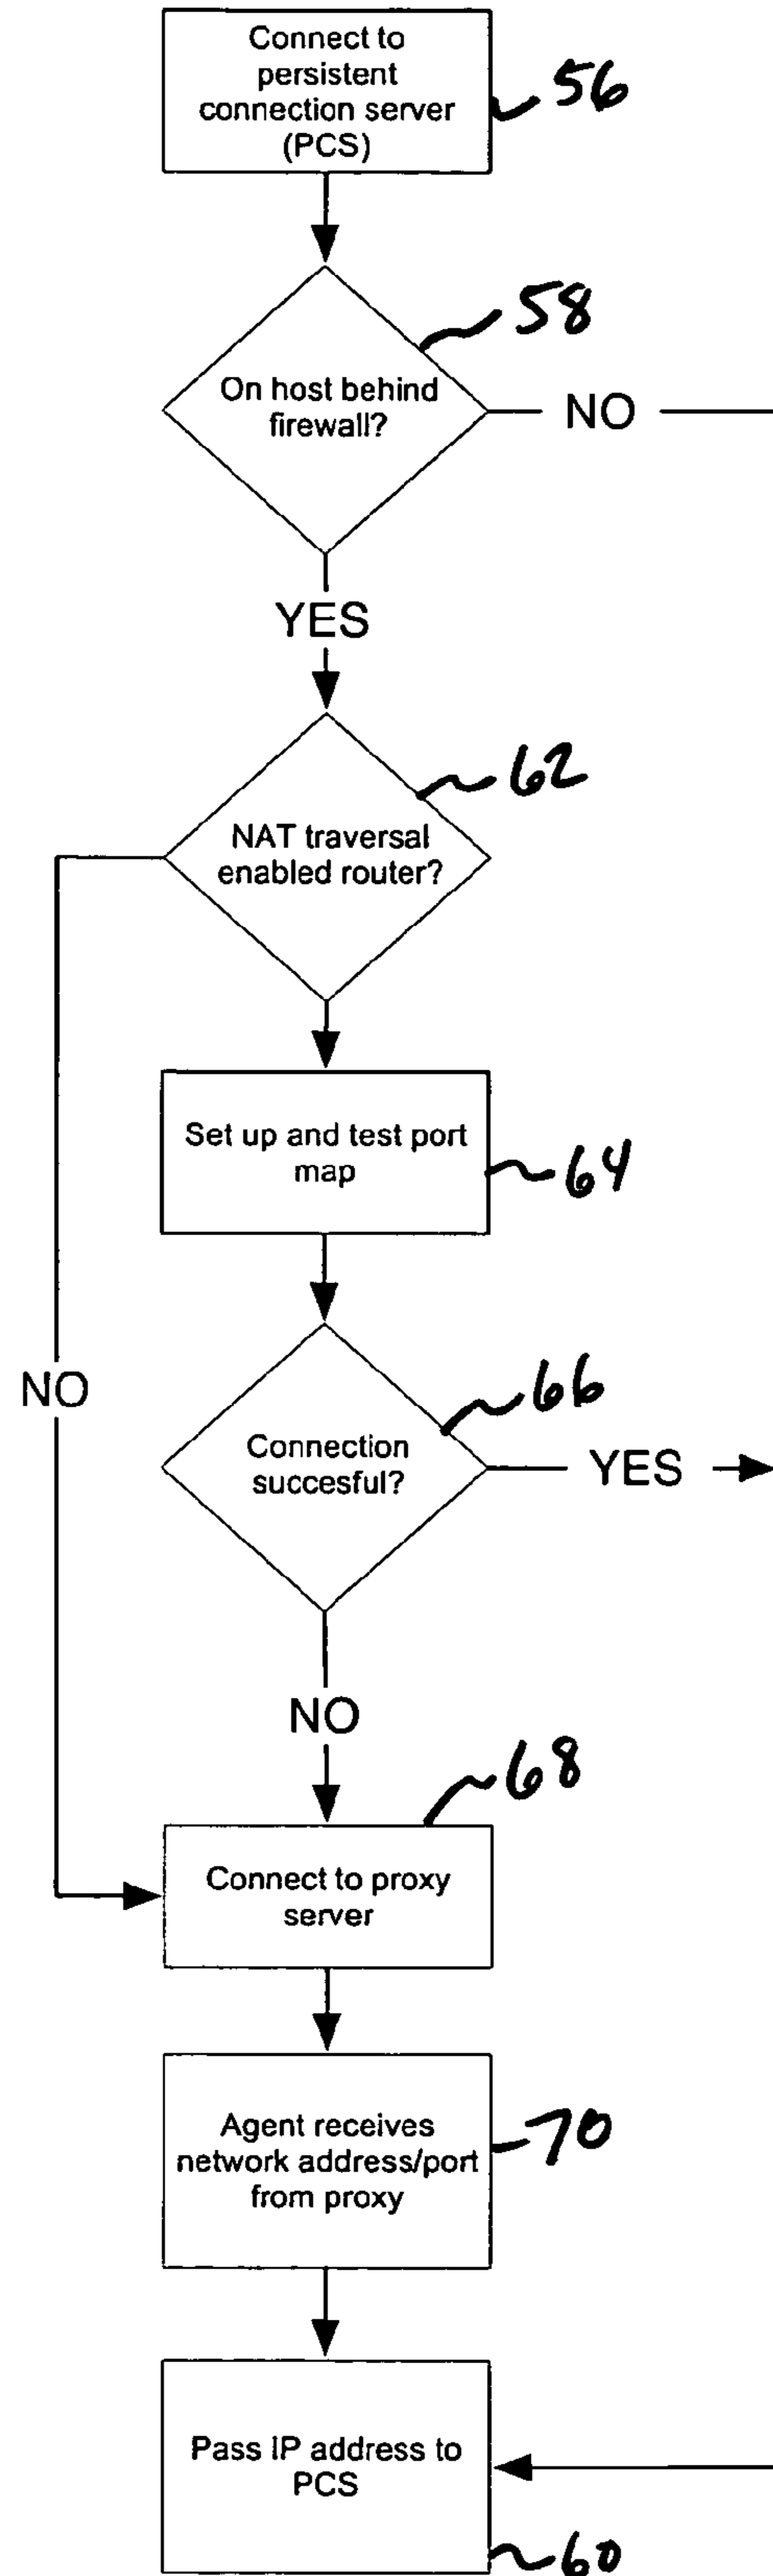 Connect to
persistent
connection server
(PCS)
56
58
On host behind
firewall?
NO
YES
62
NAT traversal
enabled router?
Set up and test port
map
64
NO
66
Connection
succesful?
YES
NO
68
Connect to proxy
server
Agent receives
network address/port
from proxy
70
Pass IP address to
PCS
60